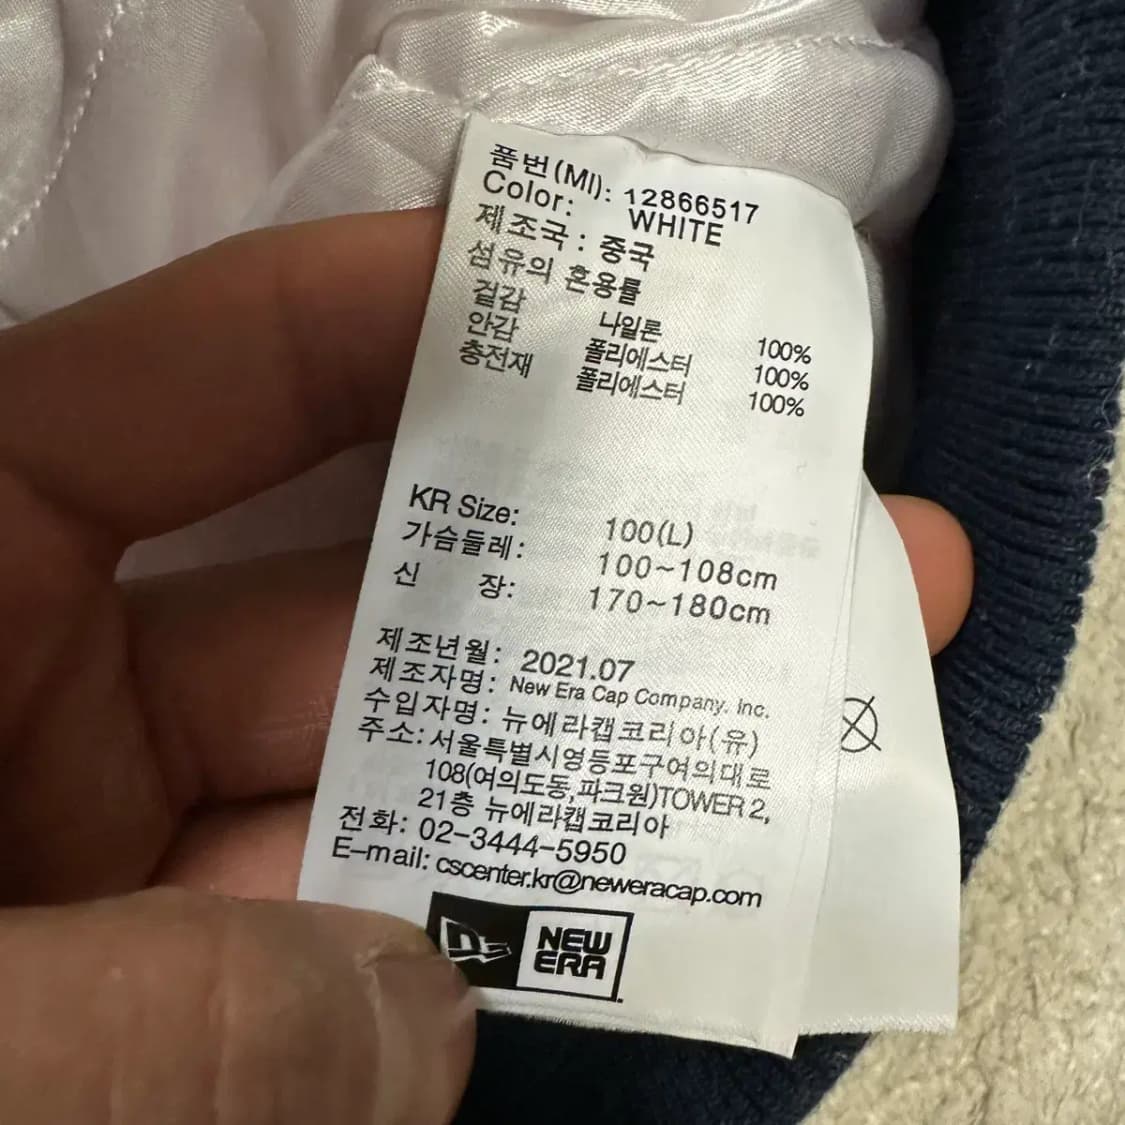 품번(MI): 12866517
Color: WHITE
제조국: 중국
섬유의 혼용률
겉감 나일론 100%
안감 폴리에스터 100%
충전재 폴리에스터 100%
KR Size: 100(L)
가슴둘레: 100~108cm
신 장: 170~180cm
제조년월: 2021.07
제조자명: New Era Cap Company. Inc.
수입자명: 뉴에라캡코리아(유)
주소: 서울특별시영등포구여의대로
108(여의도동,파크원)TOWER 2,
21층 뉴에라캡코리아
전화: 02-3444-5950
E-mail: cscenter.kr@neweracap.com
NEW
ERA